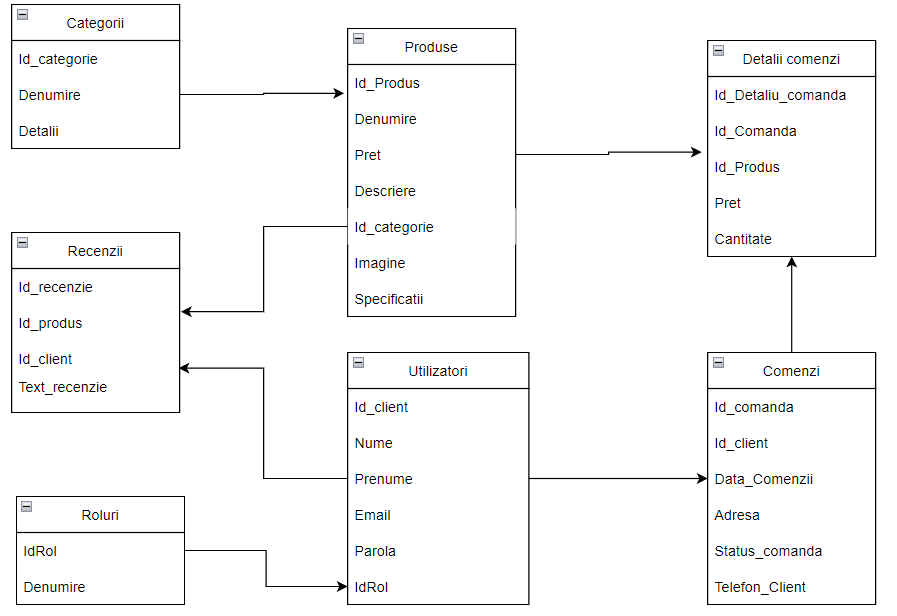 Categorii
Id_categorie
Denumire
Detalii
Produse
Id_Produs
Denumire
Pret
Descriere
Id_categorie
Imagine
Specificatii
Detalii comenzi
Id_Detaliu_comanda
Id_Comanda
Id_Produs
Pret
Cantitate
Recenzii
Id_recenzie
Id_produs
Id_client
Text_recenzie
Utilizatori
Id_client
Nume
Prenume
Email
Parola
IdRol
Comenzi
Id_comanda
Id_client
Data_Comenzii
Adresa
Status_comanda
Telefon_Client
Roluri
IdRol
Denumire